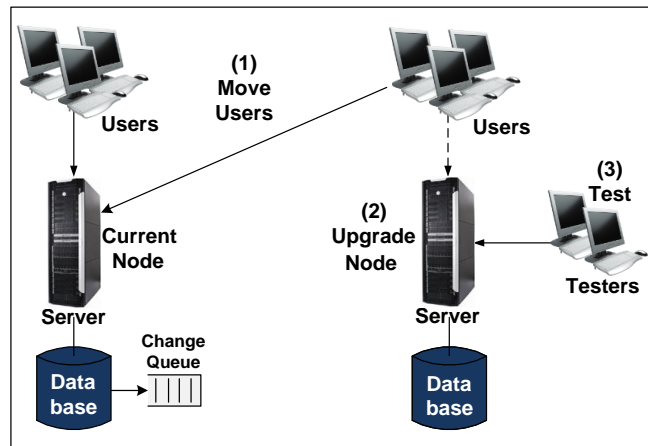 (1)
Move
Users
Users
Users
(3)
Test
(2)
Upgrade
Node
Current
Node
Testers
Server
Server
Change
Queue
Data
base
Data
base